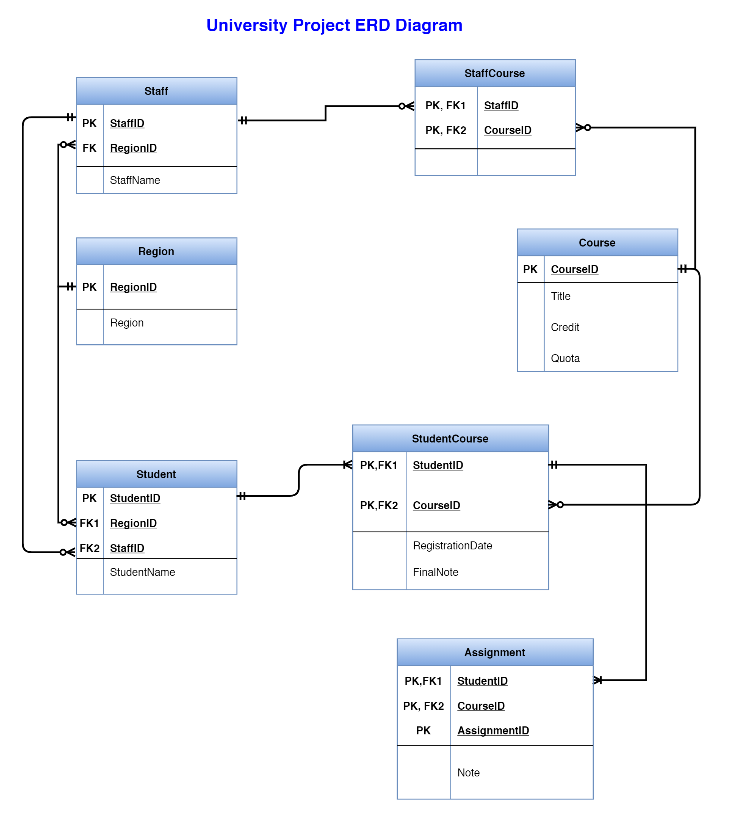 University Project ERD Diagram
Staff
PK StaffID
FK RegionID
StaffName
StaffCourse
PK, FK1 StaffID
PK, FK2 CourseID
Region
PK RegionID
Region
Course
PK CourseID
Title
Credit
Quota
Student
PK StudentID
FK1 RegionID
FK2 StaffID
StudentName
StudentCourse
PK,FK1 StudentID
PK,FK2 CourseID
RegistrationDate
FinalNote
Assignment
PK,FK1 StudentID
PK, FK2 CourseID
PK AssignmentID
Note